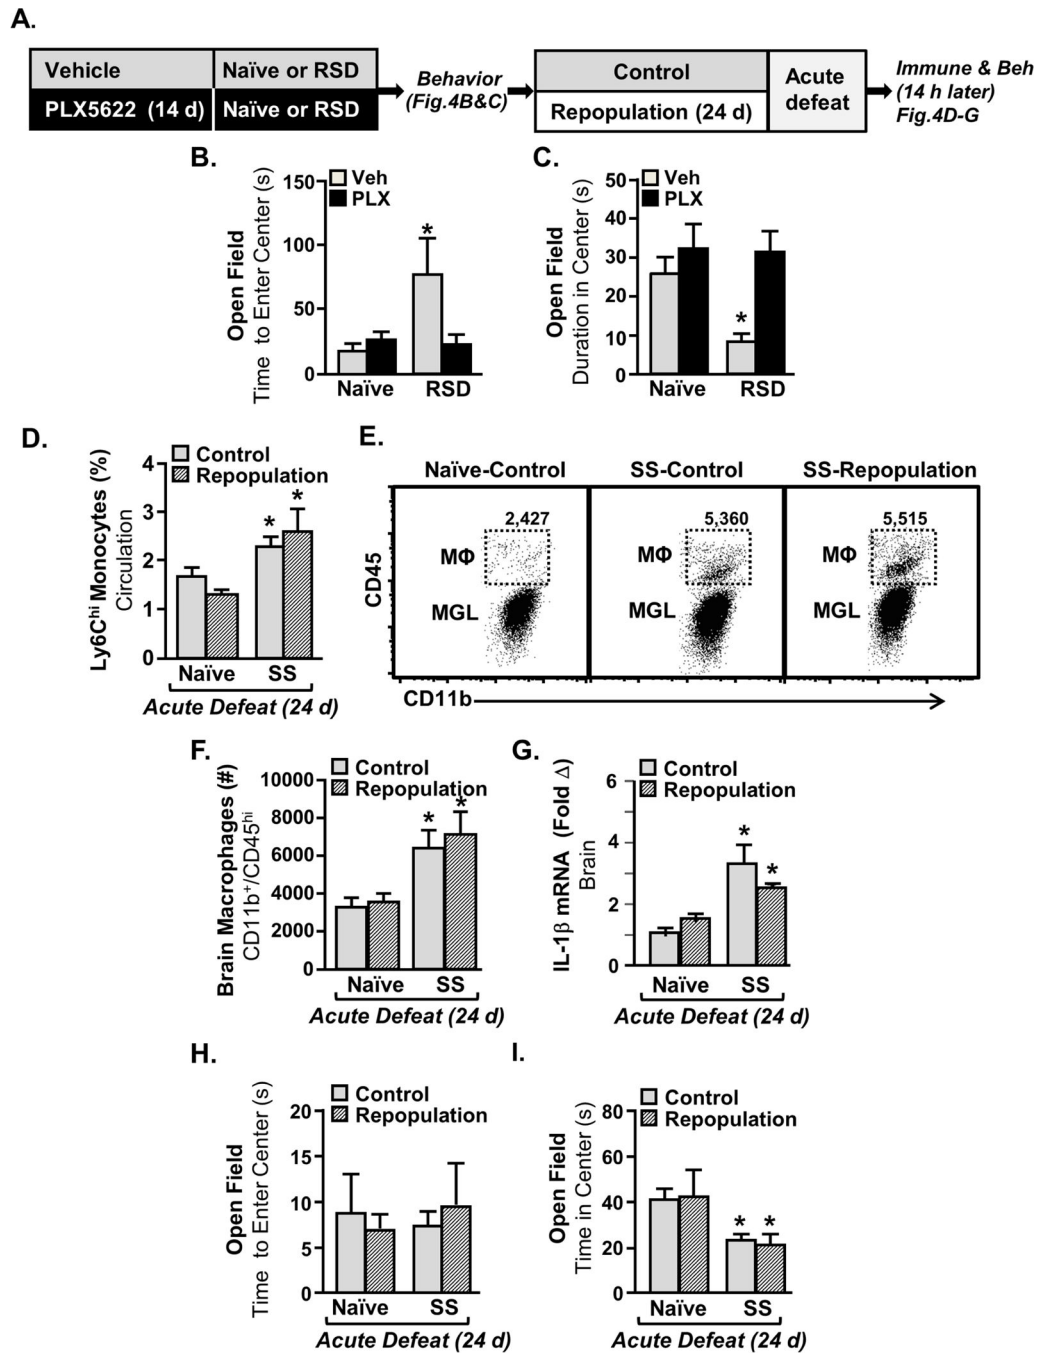 A.
Vehicle
Naïve or RSD
PLX5622 (14 d)
Naïve or RSD
Behavior
(Fig.4B&C)
Control
Repopulation (24 d)
Acute
defeat
Immune & Beh
(14 h later)
Fig.4D-G
B.
Open Field
Time to Enter Center (s)
Veh
PLX
150
100
50
0
*
Naïve
RSD
C.
Open Field
Duration in Center (s)
Veh
PLX
50
40
30
20
10
0
*
Naïve
RSD
D.
Ly6Chi Monocytes (%)
Circulation
Control
Repopulation
4
3
2
1
0
*
*
Naïve
SS
Acute Defeat (24 d)
E.
Naïve-Control
SS-Control
SS-Repopulation
CD45
2,427
MΦ
MGL
5,360
MΦ
MGL
5,515
MΦ
MGL
CD11b
F.
Brain Macrophages (#)
CD11b+/CD45hi
Control
Repopulation
10000
8000
6000
4000
2000
0
*
*
Naïve
SS
Acute Defeat (24 d)
G.
IL-1β mRNA (Fold Δ)
Brain
Control
Repopulation
6
4
2
0
*
*
Naïve
SS
Acute Defeat (24 d)
H.
Open Field
Time to Enter Center (s)
Control
Repopulation
20
15
10
5
0
Naïve
SS
Acute Defeat (24 d)
I.
Open Field
Time in Center (s)
Control
Repopulation
80
60
40
20
0
*
*
Naïve
SS
Acute Defeat (24 d)